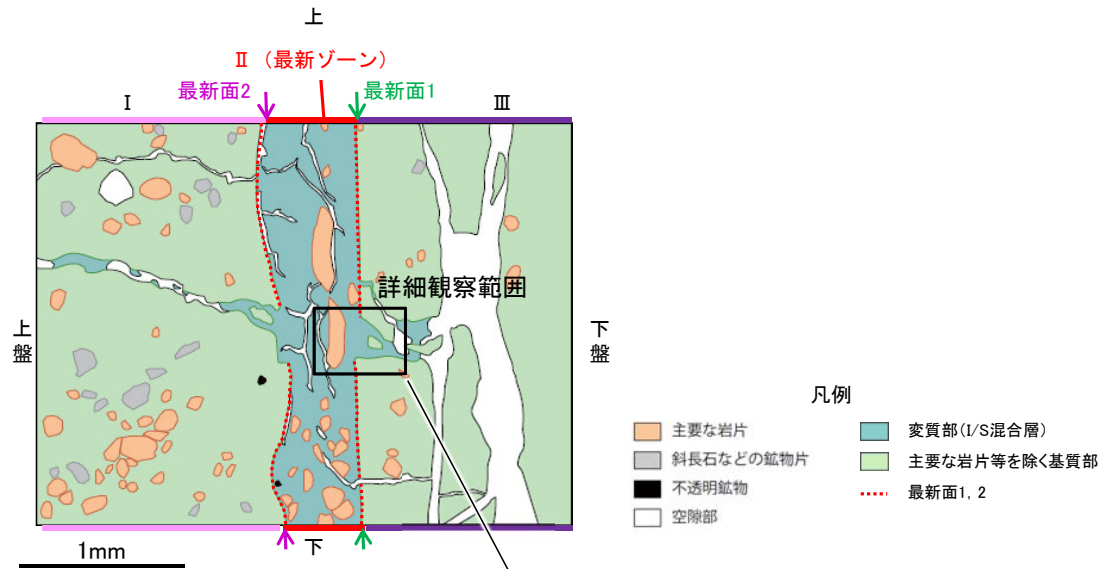 上
Ⅱ（最新ゾーン）
最新面2
最新面1
Ⅰ
Ⅲ
詳細観察範囲
上盤
下盤
下
1mm
凡例
主要な岩片
斜長石などの鉱物片
不透明鉱物
空隙部
変質部(I/S混合層)
主要な岩片等を除く基質部
最新面1, 2